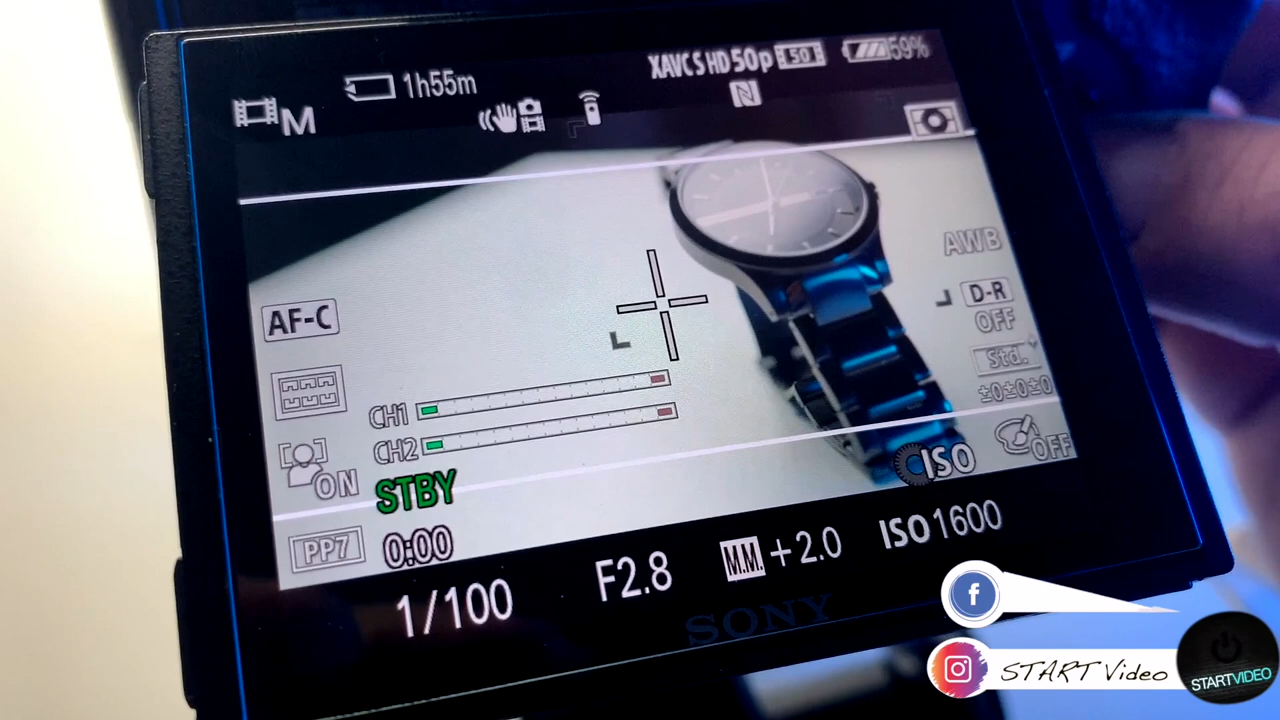 1h55m
XAVC S HD 50p 50 59%
M
N
AWB
AF-C
D-R
OFF
Std.
±0±0±0
CH1
CH2
ON
OFF
ISO
STBY
PP7
0:00
1/100 F2.8 M.M. +2.0 ISO 1600
SONY
f
START Video
STARTVIDEO